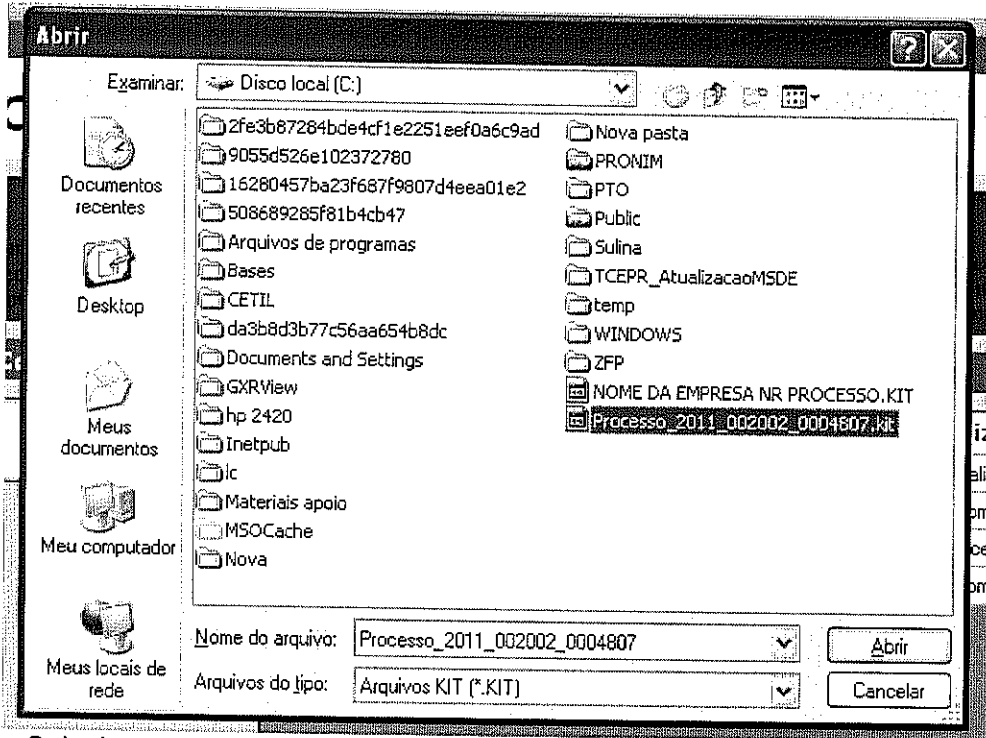 Abrir
Examinar: Disco local (C:)
Documentos
recentes
Desktop
Meus
documentos
Meu computador
Meus locais de
rede
2fe3b87284bde4cf1e2251eef0a6c9ad
9055d526e102372780
16280457ba23f687f9807d4eea01e2
508689285f81b4cb47
Arquivos de programas
Bases
CETIL
da3b8d3b77c56aa654b8dc
Documents and Settings
GXRView
hp 2420
Inetpub
lc
Materiais apoio
MSOCache
Nova
Nova pasta
PRONIM
PTO
Public
Sulina
TCEPR_AtualizacaoMSDE
temp
WINDOWS
ZFP
NOME DA EMPRESA NR PROCESSO.KIT
Processo_2011_002002_0004807.kit
Nome do arquivo: Processo_2011_002002_0004807
Abrir
Arquivos do tipo: Arquivos KIT (*.KIT)
Cancelar